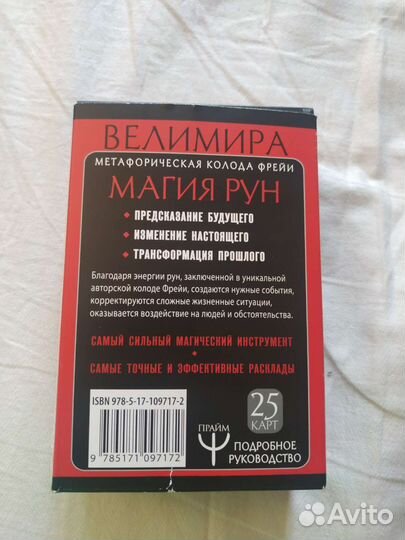 ВЕЛИМИРА
МЕТАФОРИЧЕСКАЯ КОЛОДА ФРЕЙИ
МАГИЯ РУН
ПРЕДСКАЗАНИЕ БУДУЩЕГО
ИЗМЕНЕНИЕ НАСТОЯЩЕГО
ТРАНСФОРМАЦИЯ ПРОШЛОГО
Благодаря энергии рун, заключенной в уникальной
авторской колоде Фрейи, создаются нужные события,
корректируются сложные жизненные ситуации,
оказывается воздействие на людей и обстоятельства.
САМЫЙ СИЛЬНЫЙ МАГИЧЕСКИЙ ИНСТРУМЕНТ
САМЫЕ ТОЧНЫЕ И ЭФФЕКТИВНЫЕ РАСКЛАДЫ
ISBN 978-5-17-109717-2
9 785171 097172
ПРАЙМ
25
КАРТ
ПОДРОБНОЕ
РУКОВОДСТВО
Avito